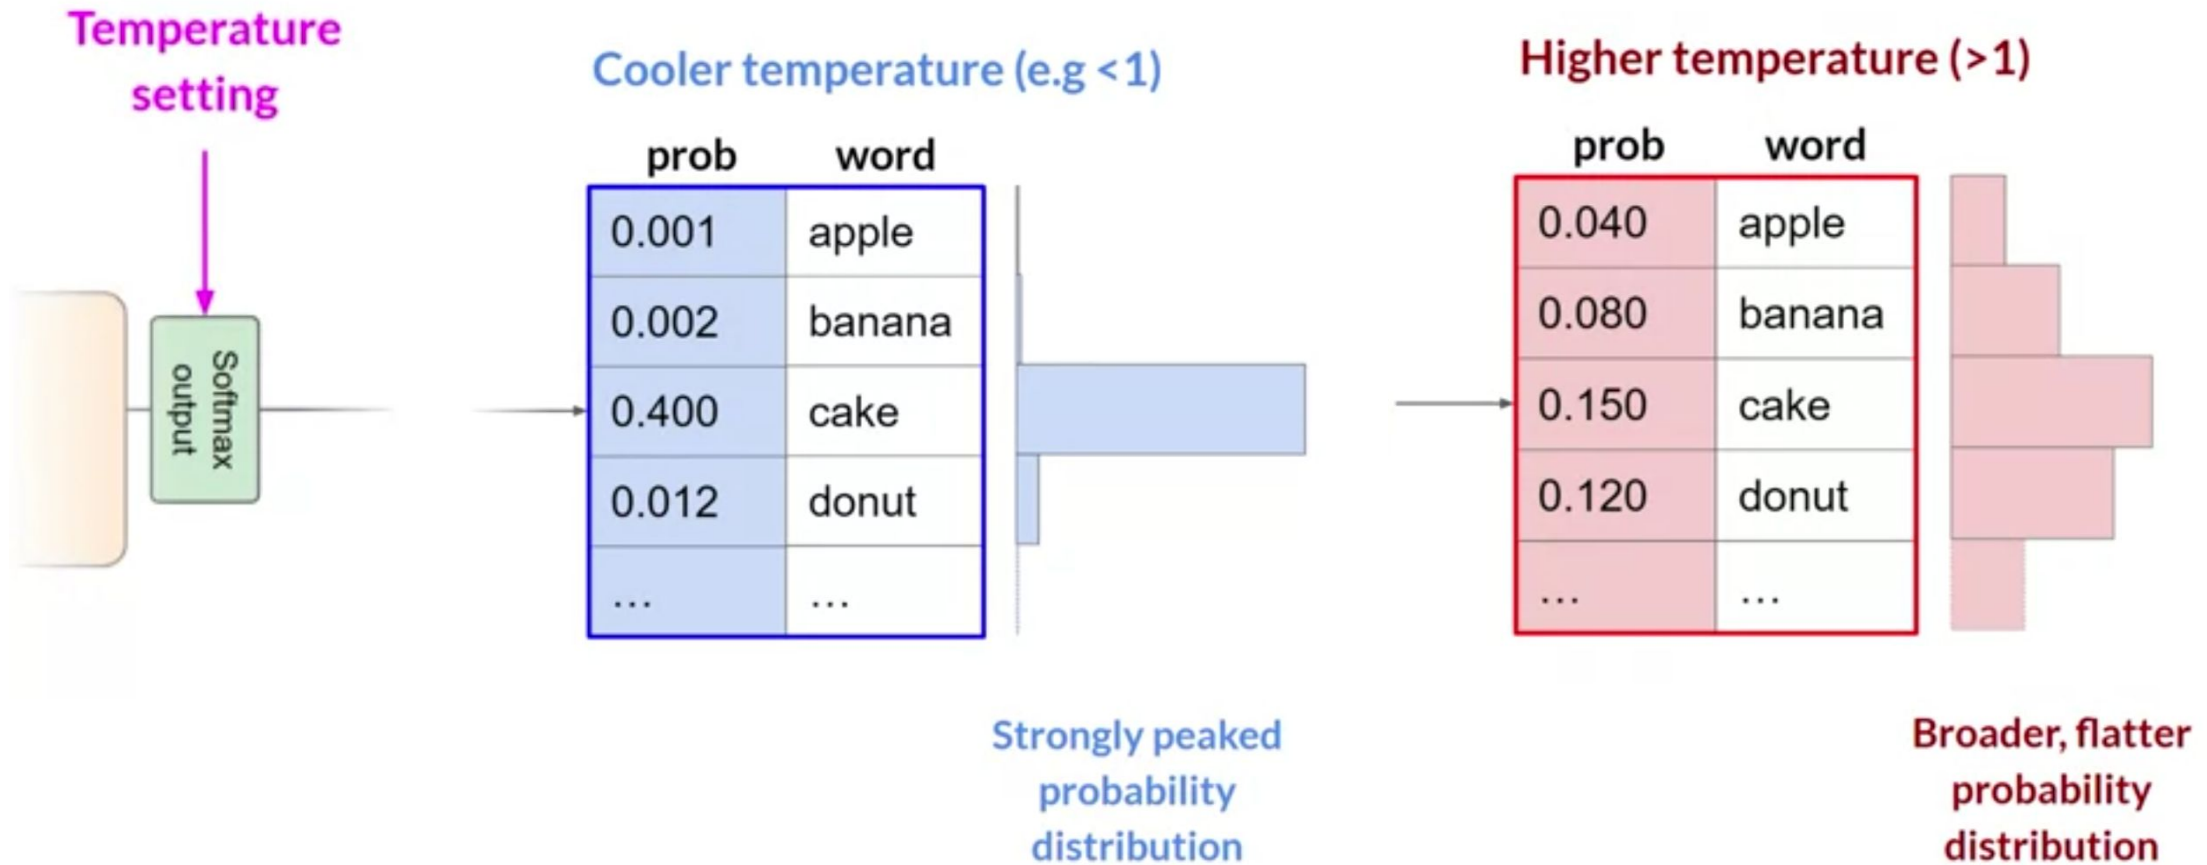 Temperature
setting
Softmax
output
Cooler temperature (e.g <1)
prob word
0.001 apple
0.002 banana
0.400 cake
0.012 donut
... ...
Strongly peaked
probability
distribution
Higher temperature (>1)
prob word
0.040 apple
0.080 banana
0.150 cake
0.120 donut
... ...
Broader, flatter
probability
distribution